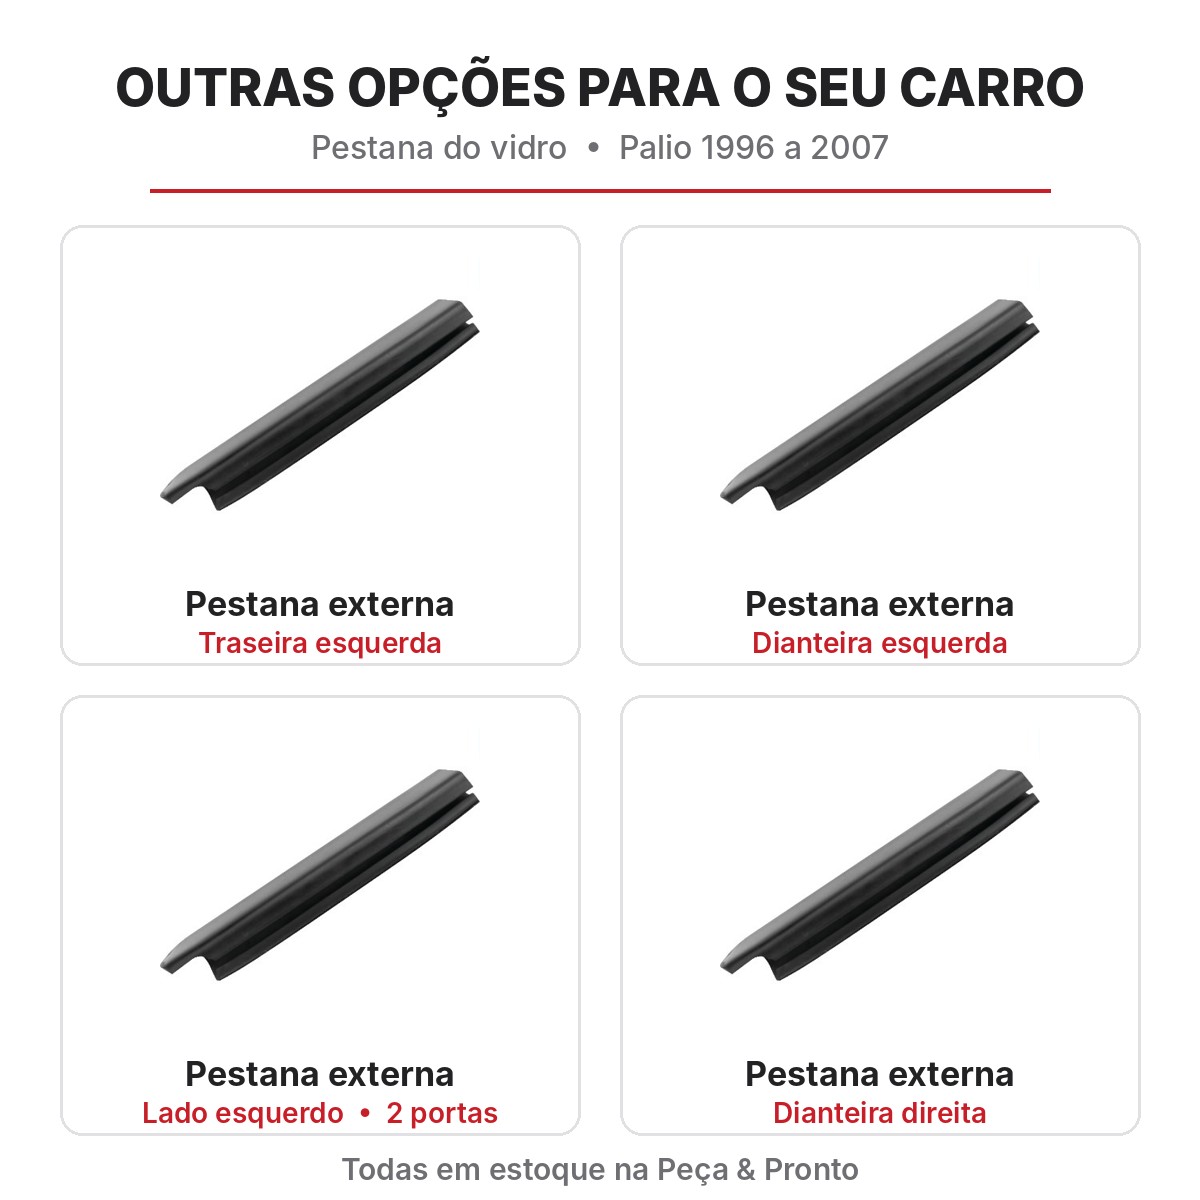 OUTRAS OPÇÕES PARA O SEU CARRO
Pestana do vidro • Palio 1996 a 2007
Pestana externa
Traseira esquerda
Pestana externa
Dianteira esquerda
Pestana externa
Lado esquerdo • 2 portas
Pestana externa
Dianteira direita
Todas em estoque na Peça & Pronto